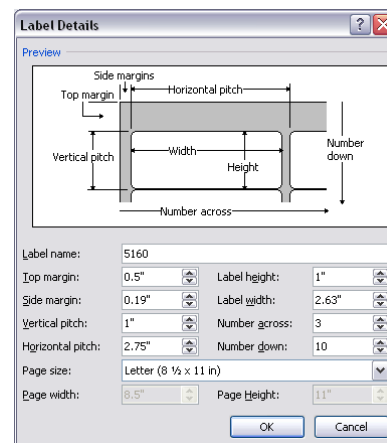 Label Details
Preview
Side margins
Top margin
Horizontal pitch
Vertical pitch
Width
Height
Number down
Number across
Label name: 5160
Top margin: 0.5" Label height: 1"
Side margin: 0.19" Label width: 2.63"
Vertical pitch: 1" Number across: 3
Horizontal pitch: 2.75" Number down: 10
Page size: Letter (8 ½ x 11 in)
Page width: 8.5" Page Height: 11"
OK Cancel